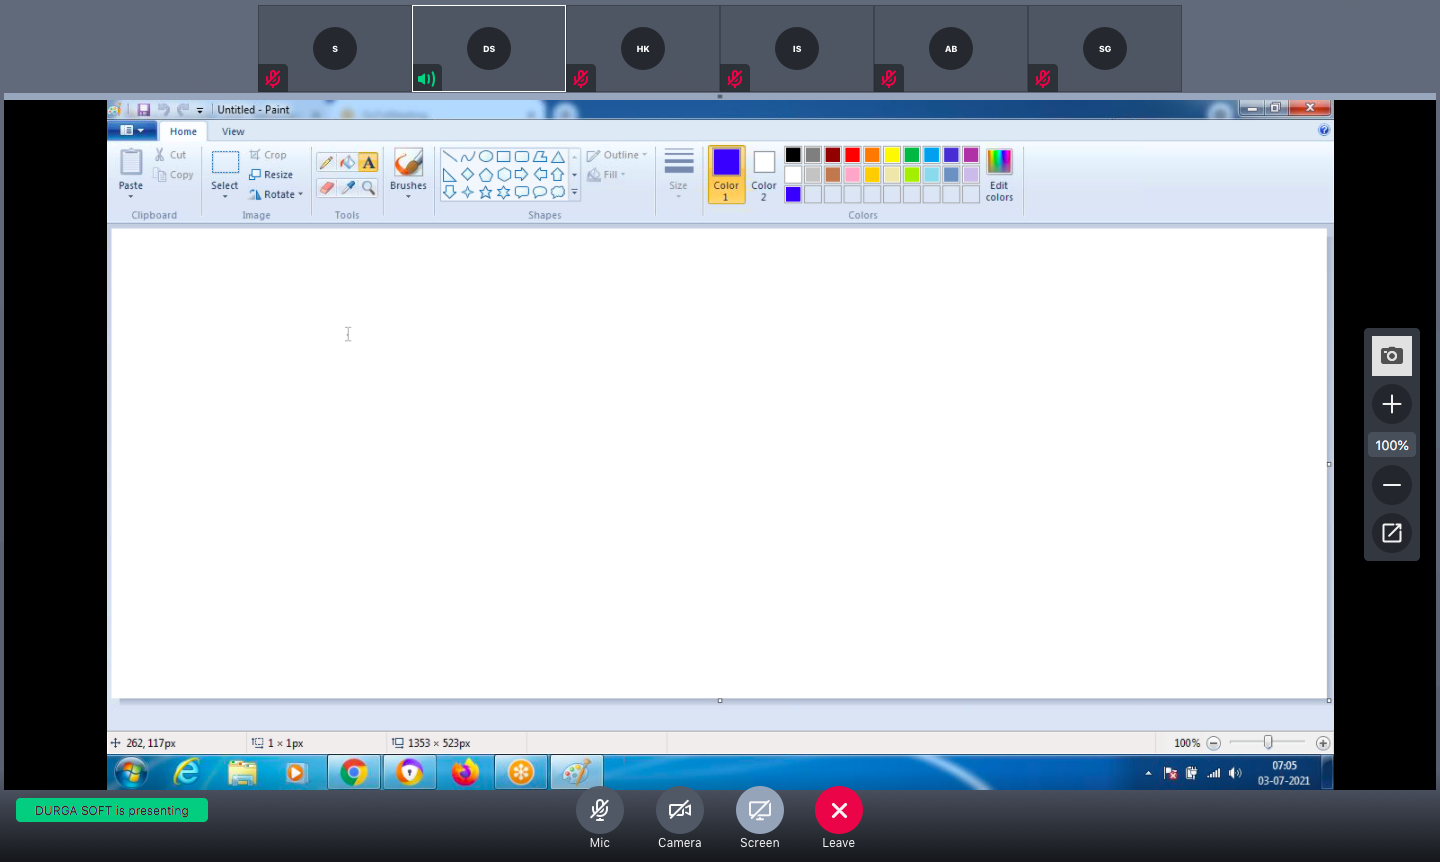 S DS HK IS AB SG
Untitled - Paint
Home View
Cut Crop Outline
Copy Resize Fill
Paste Select Rotate Brushes Size Color 1 Color 2 Edit colors
Clipboard Image Tools Shapes Colors
A
100%
262, 117px 1 × 1px 1353 × 523px 100%
07:05
03-07-2021
DURGA SOFT is presenting
Mic Camera Screen Leave